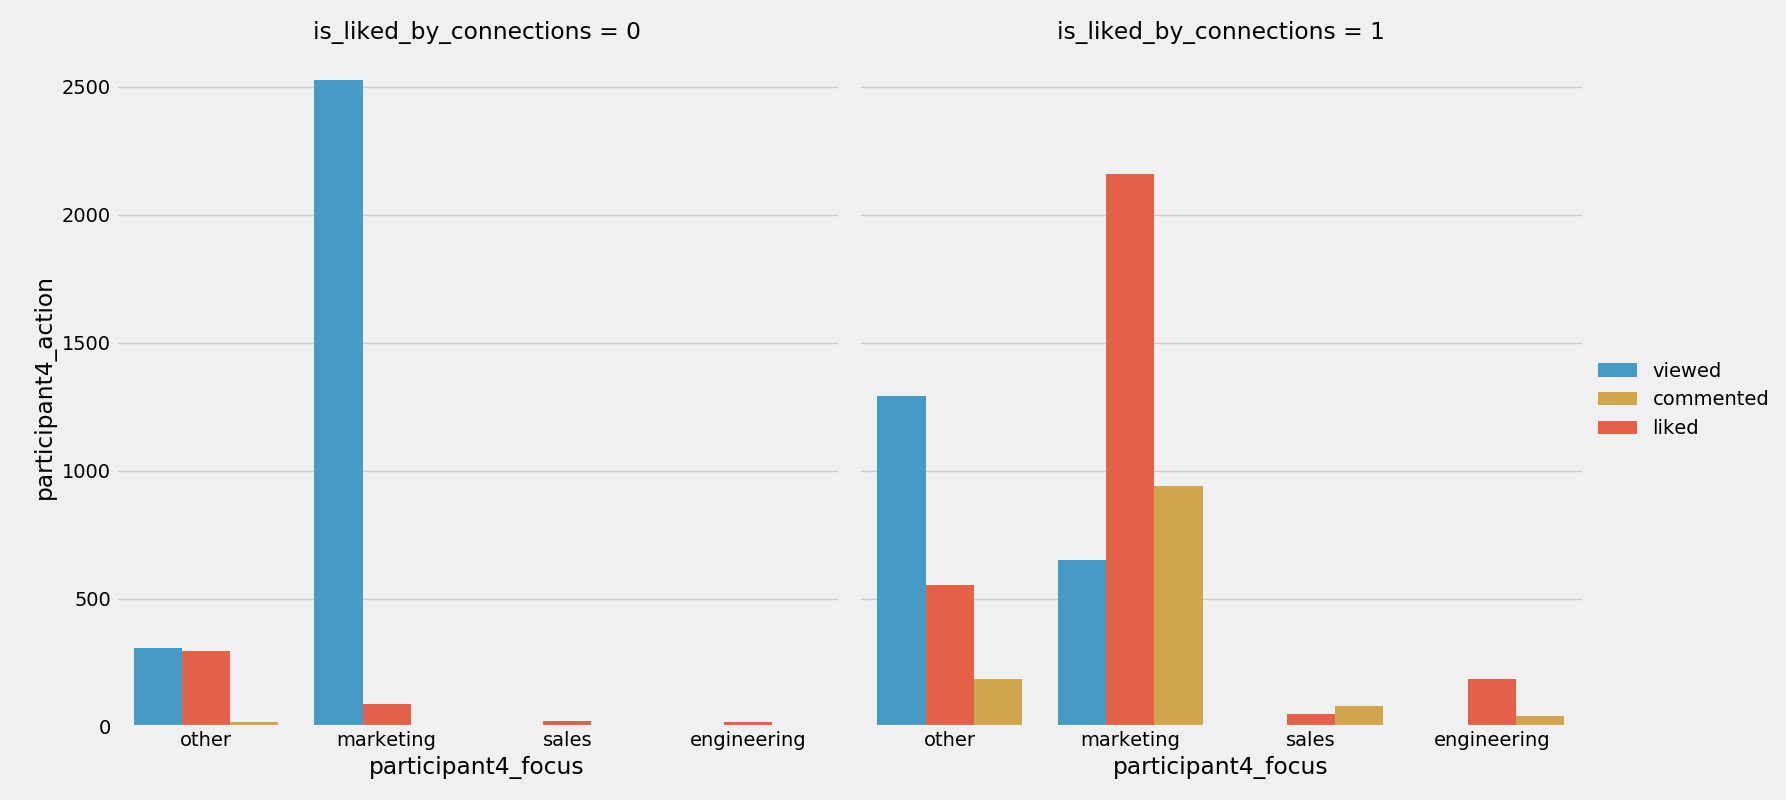 is_liked_by_connections = 0
is_liked_by_connections = 1
participant4_action
2500
2000
1500
1000
500
0
other marketing sales engineering
participant4_focus
other marketing sales engineering
participant4_focus
viewed
commented
liked